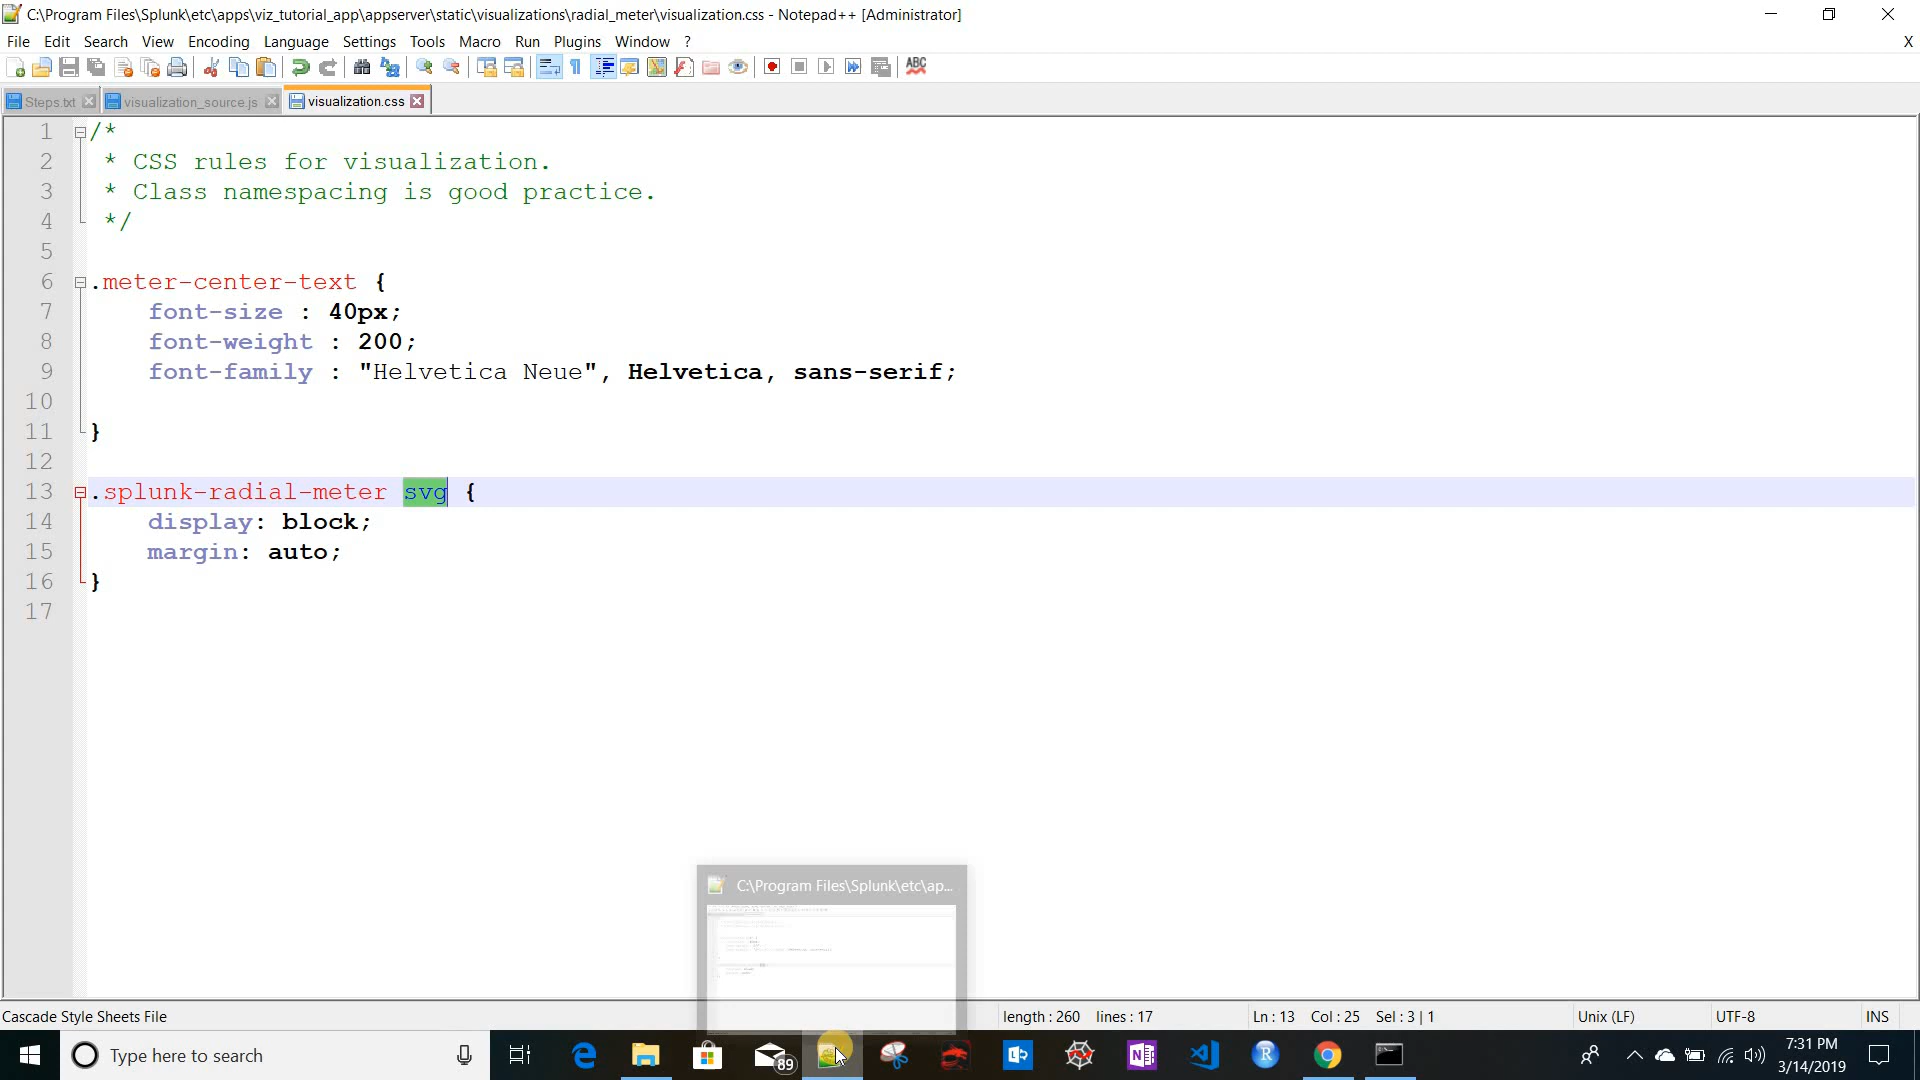 C:\Program Files\Splunk\etc\apps\viz_tutorial_app\appserver\static\visualizations\radial_meter\visualization.css - Notepad++ [Administrator]
File Edit Search View Encoding Language Settings Tools Macro Run Plugins Window ? X
ABC
Steps.txt visualization_source.js visualization.css
1 /*
2 * CSS rules for visualization.
3 * Class namespacing is good practice.
4 */
5
6 .meter-center-text {
7 font-size : 40px;
8 font-weight : 200;
9 font-family : "Helvetica Neue", Helvetica, sans-serif;
10
11 }
12
13 .splunk-radial-meter svg {
14 display: block;
15 margin: auto;
16 }
17
C:\Program Files\Splunk\etc\ap...
Cascade Style Sheets File length : 260 lines : 17 Ln : 13 Col : 25 Sel : 3 | 1 Unix (LF) UTF-8 INS
Type here to search
89
N
R
7:31 PM
3/14/2019